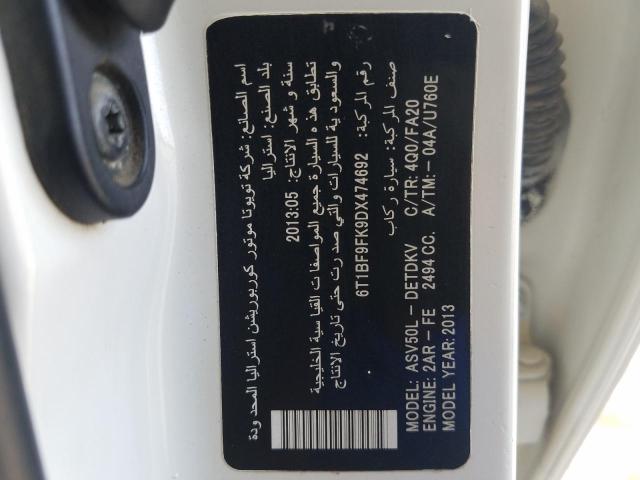 اسم الصانع: شركة تويوتا موتور كوربوريشن استراليا المحدودة
بلد الصنع: استراليا
سنة و شهر الانتاج: 2013:05
تطابق هذه السيارة جميع المواصفات القياسية الخليجية
والسعودية للسيارات والتي صدرت حتى تاريخ الانتاج
رقم المركبة: 6T1BF9FK9DX474692
صنف المركبة: سيارة ركاب
MODEL: ASV50L – DETDKV C/TR: 4Q0/FA20
ENGINE: 2AR – FE 2494 CC. A/TM: – 04A/U760E
MODEL YEAR: 2013